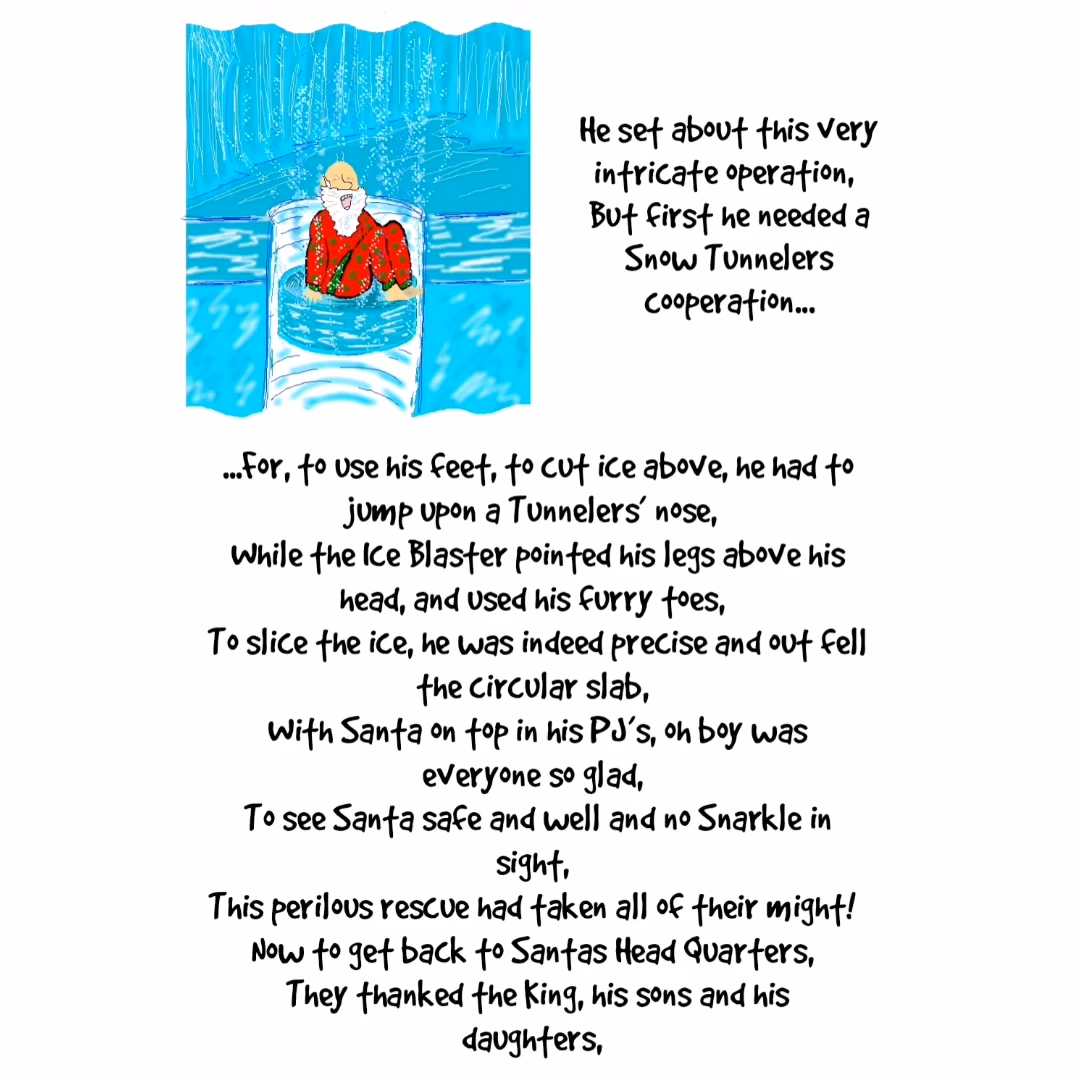 He set about this very
intricate operation,
But first he needed a
Snow Tunnelers
cooperation...
...For, to use his feet, to cut ice above, he had to
jump upon a Tunnelers' nose,
While the Ice Blaster pointed his legs above his
head, and used his furry toes,
To slice the ice, he was indeed precise and out fell
the circular slab,
With Santa on top in his PJ's, oh boy was
everyone so glad,
To see Santa safe and well and no Snarkle in
sight,
This perilous rescue had taken all of their might!
Now to get back to Santas Head Quarters,
They thanked the King, his sons and his
daughters,